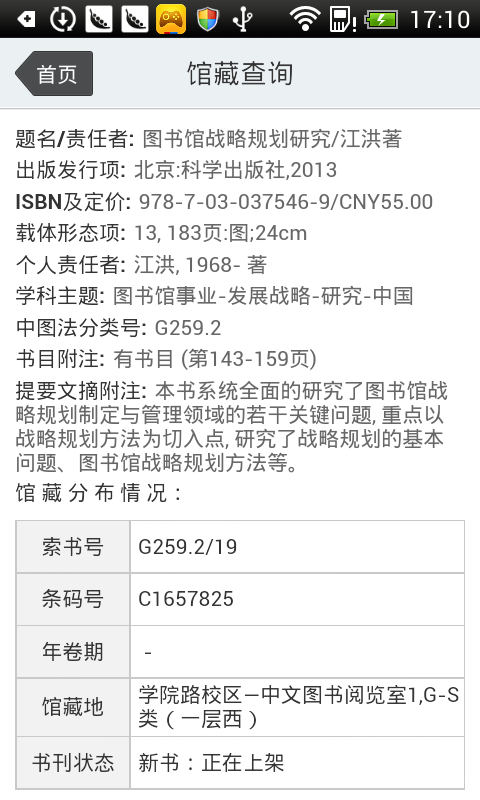 17:10
首页
馆藏查询
题名/责任者: 图书馆战略规划研究/江洪著
出版发行项: 北京:科学出版社,2013
ISBN及定价: 978-7-03-037546-9/CNY55.00
载体形态项: 13, 183页:图;24cm
个人责任者: 江洪, 1968- 著
学科主题: 图书馆事业-发展战略-研究-中国
中图法分类号: G259.2
书目附注: 有书目 (第143-159页)
提要文摘附注: 本书系统全面的研究了图书馆战
略规划制定与管理领域的若干关键问题, 重点以
战略规划方法为切入点, 研究了战略规划的基本
问题、图书馆战略规划方法等。
馆藏分布情况：
索书号 G259.2/19
条码号 C1657825
年卷期 -
馆藏地 学院路校区—中文图书阅览室1,G-S
类（一层西）
书刊状态 新书：正在上架